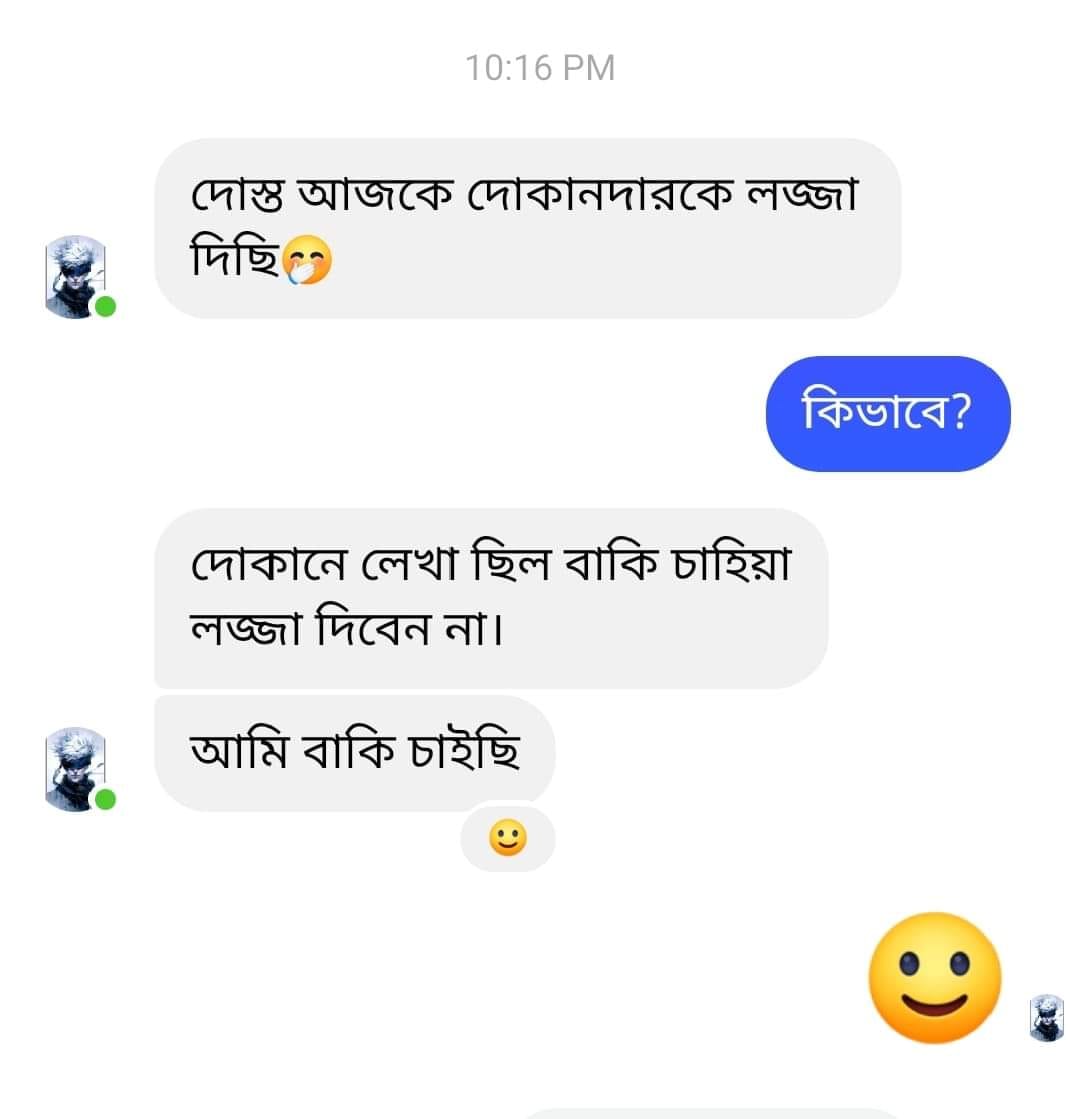 10:16 PM
দোস্ত আজকে দোকানদারকে লজ্জা
দিছি🤭
কিভাবে?
দোকানে লেখা ছিল বাকি চাহিয়া
লজ্জা দিবেন না।
আমি বাকি চাইছি
🙂
🙂